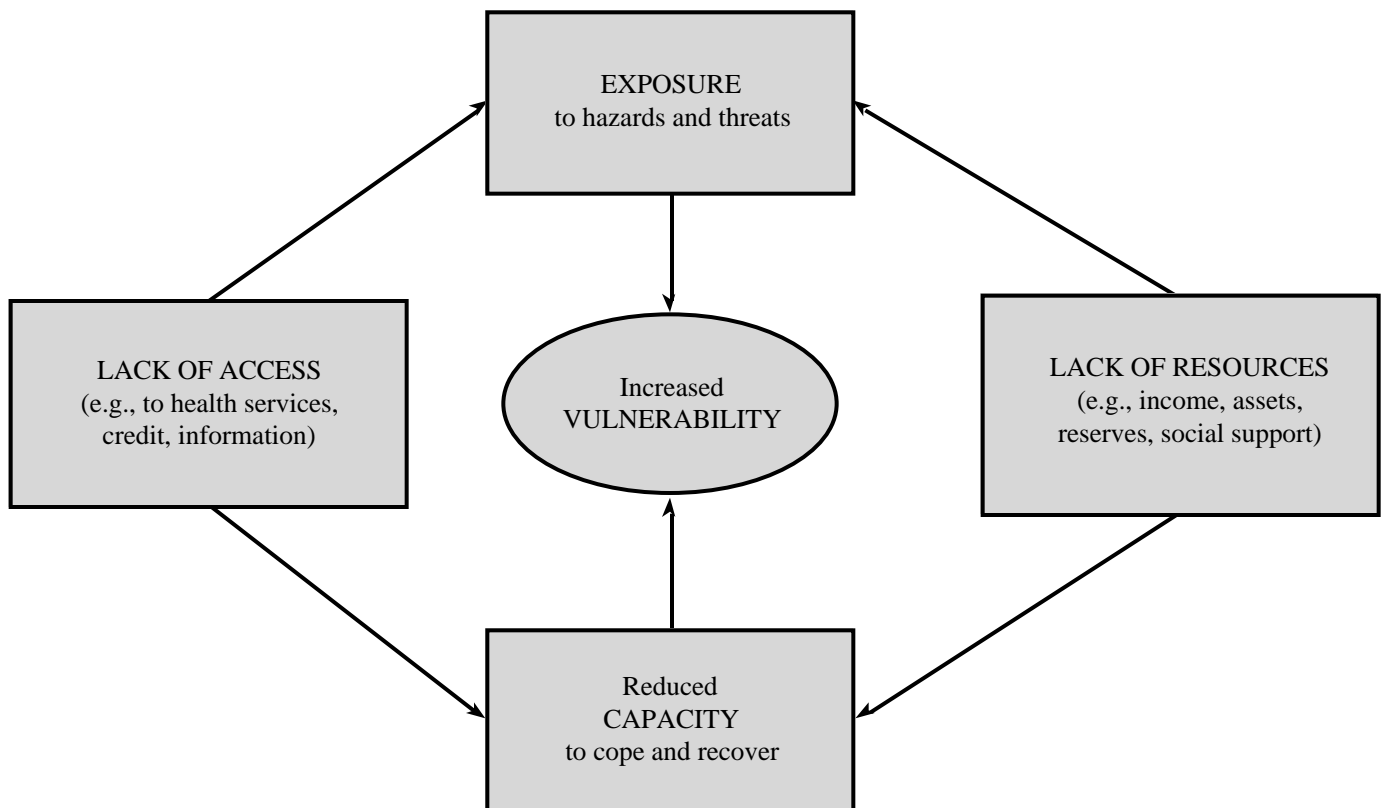 EXPOSURE
to hazards and threats
LACK OF ACCESS
(e.g., to health services,
credit, information)
Increased
VULNERABILITY
LACK OF RESOURCES
(e.g., income, assets,
reserves, social support)
Reduced
CAPACITY
to cope and recover